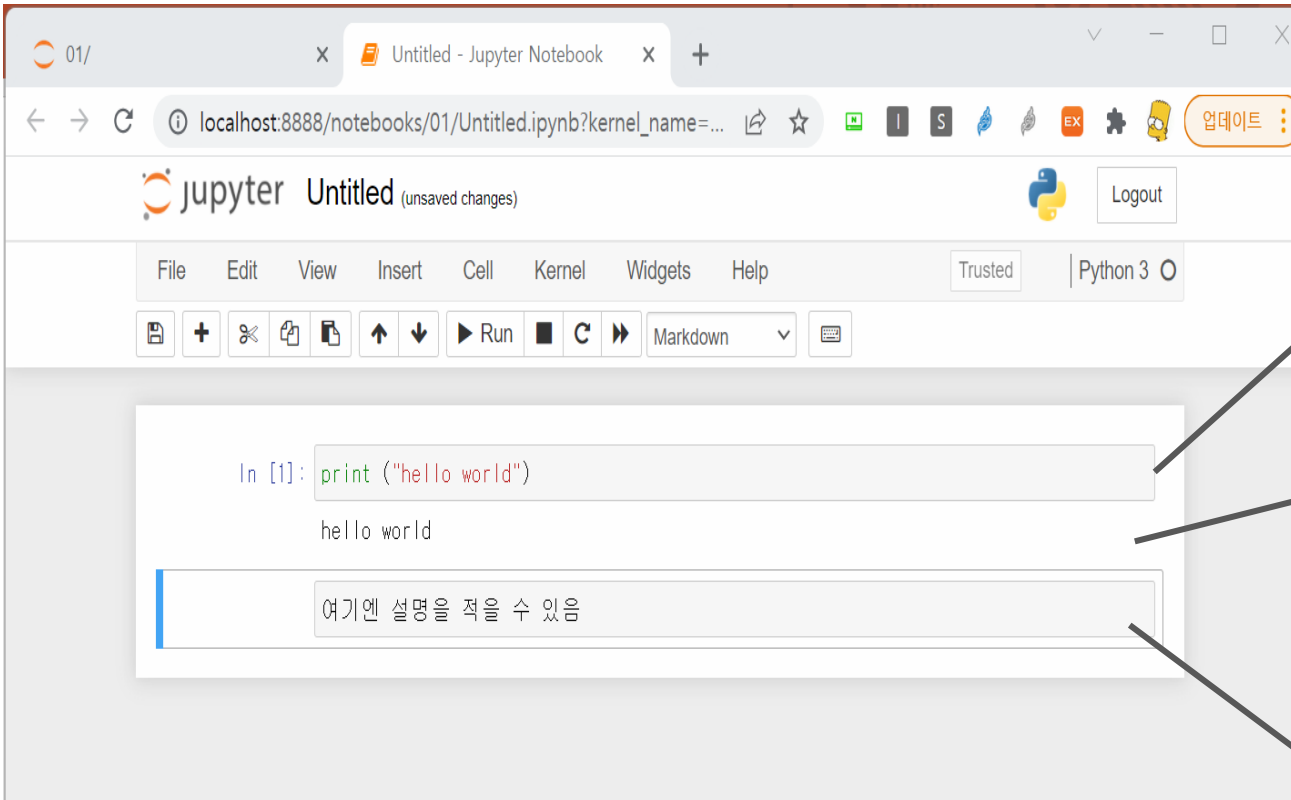 01/
Untitled - Jupyter Notebook
localhost:8888/notebooks/01/Untitled.ipynb?kernel_name=...
N I S EX 업데이트
jupyter Untitled (unsaved changes)
Logout
File Edit View Insert Cell Kernel Widgets Help Trusted Python 3
Run Markdown
In [1]: print ("hello world")
hello world
여기엔 설명을 적을 수 있음